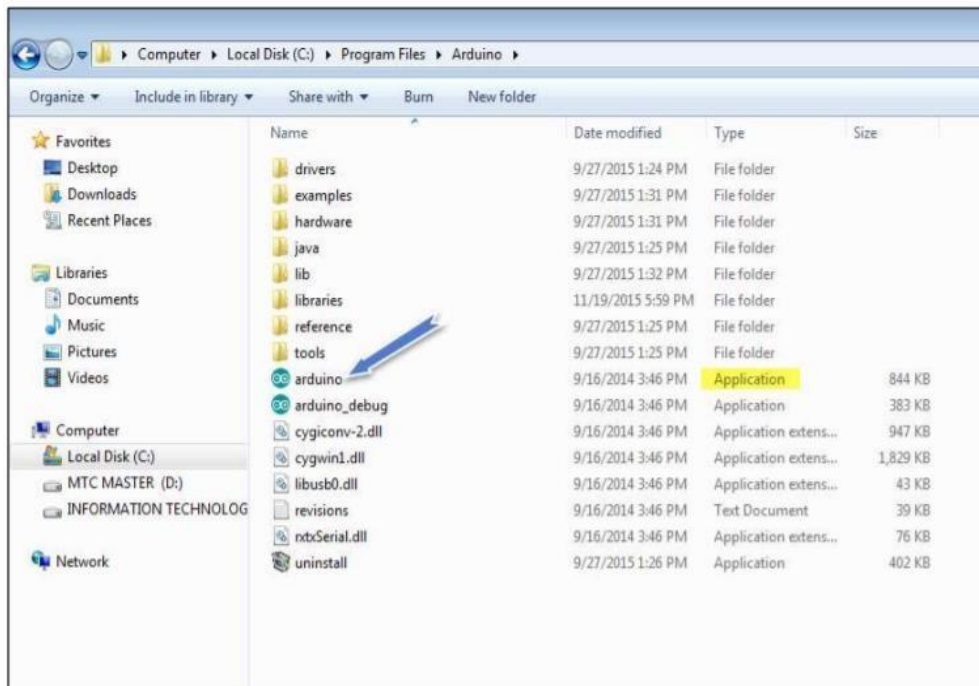 Computer Local Disk (C:) Program Files Arduino
Organize Include in library Share with Burn New folder
Favorites
Desktop
Downloads
Recent Places
Libraries
Documents
Music
Pictures
Videos
Computer
Local Disk (C:)
MTC MASTER (D:)
INFORMATION TECHNOLOG
Network
Name Date modified Type Size
drivers 9/27/2015 1:24 PM File folder
examples 9/27/2015 1:31 PM File folder
hardware 9/27/2015 1:31 PM File folder
java 9/27/2015 1:25 PM File folder
lib 9/27/2015 1:32 PM File folder
libraries 11/19/2015 5:59 PM File folder
reference 9/27/2015 1:25 PM File folder
tools 9/27/2015 1:25 PM File folder
arduino 9/16/2014 3:46 PM Application 844 KB
arduino_debug 9/16/2014 3:46 PM Application 383 KB
cygiconv-2.dll 9/16/2014 3:46 PM Application extens... 947 KB
cygwin1.dll 9/16/2014 3:46 PM Application extens... 1,829 KB
libusb0.dll 9/16/2014 3:46 PM Application extens... 43 KB
revisions 9/16/2014 3:46 PM Text Document 39 KB
rxtxSerial.dll 9/16/2014 3:46 PM Application extens... 76 KB
uninstall 9/27/2015 1:26 PM Application 402 KB